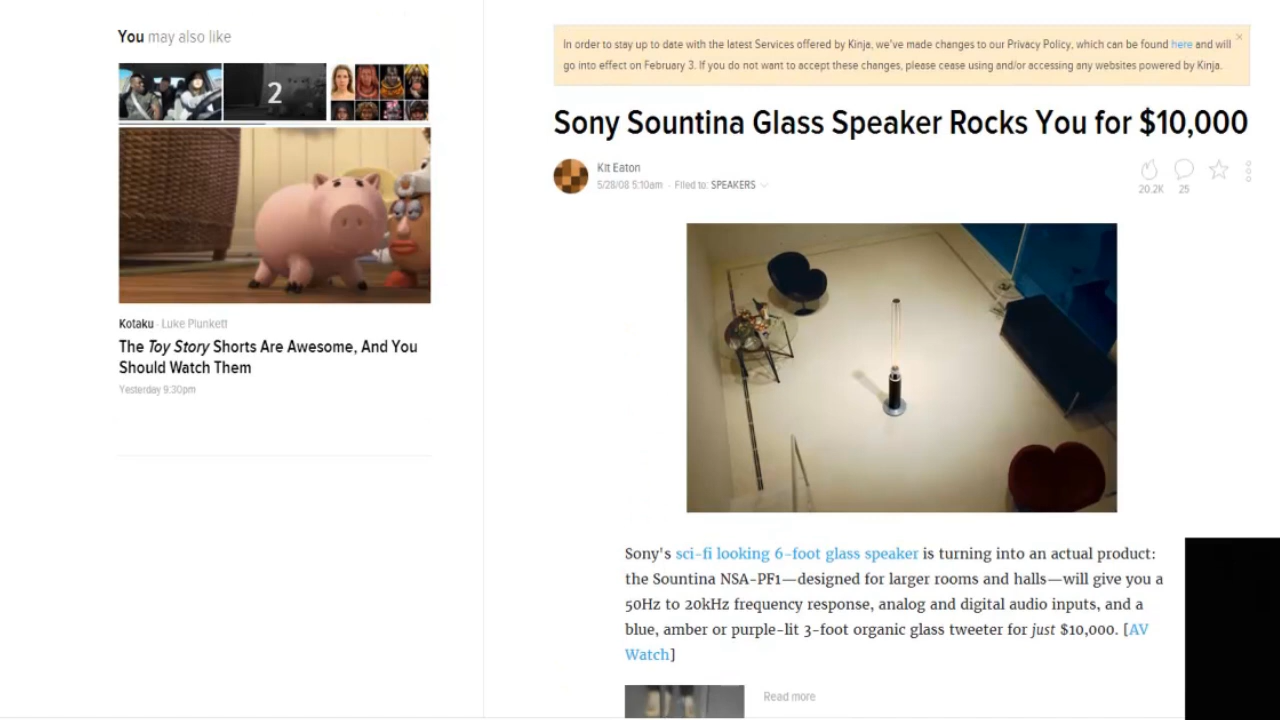 You may also like
2
Kotaku · Luke Plunkett
The Toy Story Shorts Are Awesome, And You
Should Watch Them
Yesterday 9:30pm
In order to stay up to date with the latest Services offered by Kinja, we've made changes to our Privacy Policy, which can be found here and will
go into effect on February 3. If you do not want to accept these changes, please cease using and/or accessing any websites powered by Kinja.
Sony Sountina Glass Speaker Rocks You for $10,000
Kit Eaton
5/28/08 5:10am · Filed to: SPEAKERS
20.2K 25
Sony's sci-fi looking 6-foot glass speaker is turning into an actual product:
the Sountina NSA-PF1—designed for larger rooms and halls—will give you a
50Hz to 20kHz frequency response, analog and digital audio inputs, and a
blue, amber or purple-lit 3-foot organic glass tweeter for just $10,000. [AV
Watch]
Read more